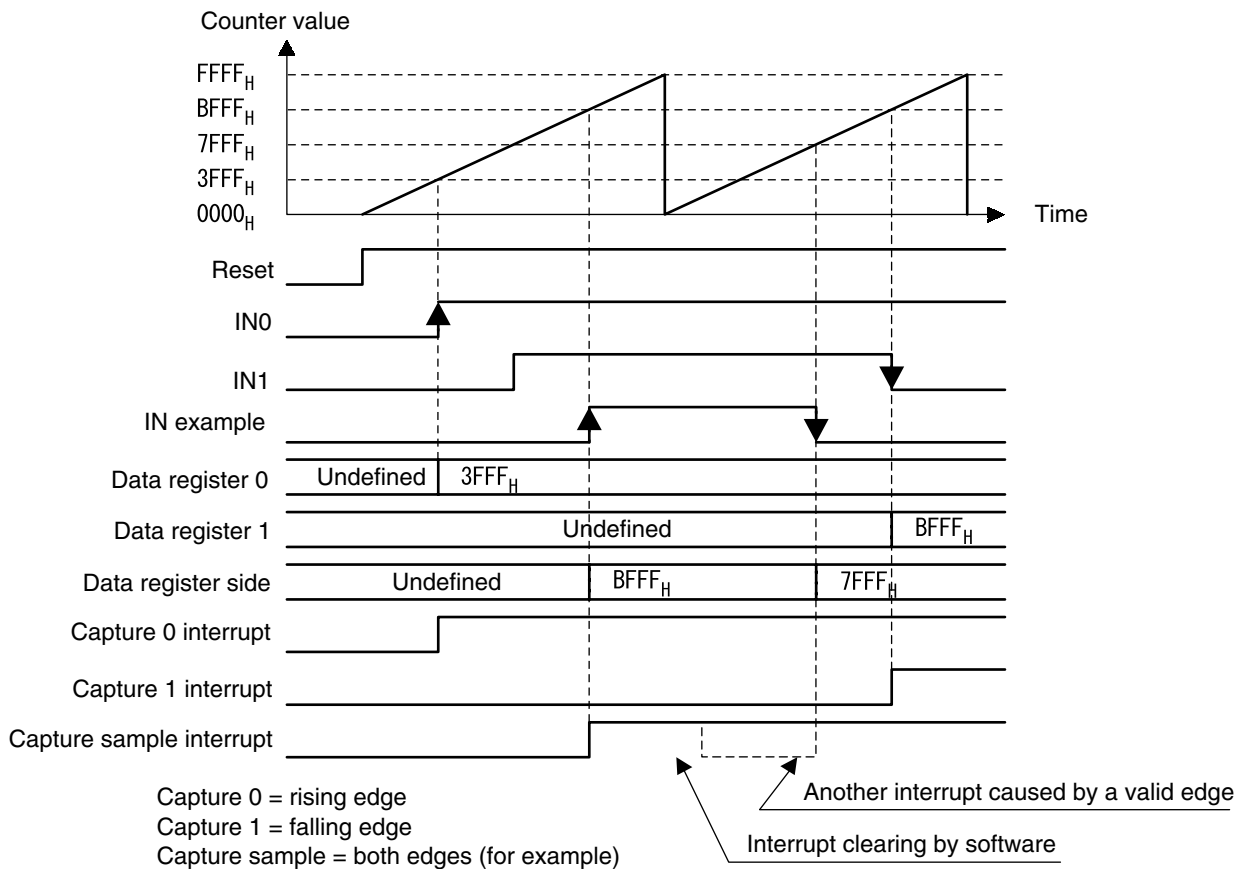 Counter value
FFFFH
BFFFH
7FFFH
3FFFH
0000H
Time
Reset
IN0
IN1
IN example
Data register 0
Undefined
3FFFH
Data register 1
Undefined
BFFFH
Data register side
Undefined
BFFFH
7FFFH
Capture 0 interrupt
Capture 1 interrupt
Capture sample interrupt
Capture 0 = rising edge
Capture 1 = falling edge
Capture sample = both edges (for example)
Another interrupt caused by a valid edge
Interrupt clearing by software